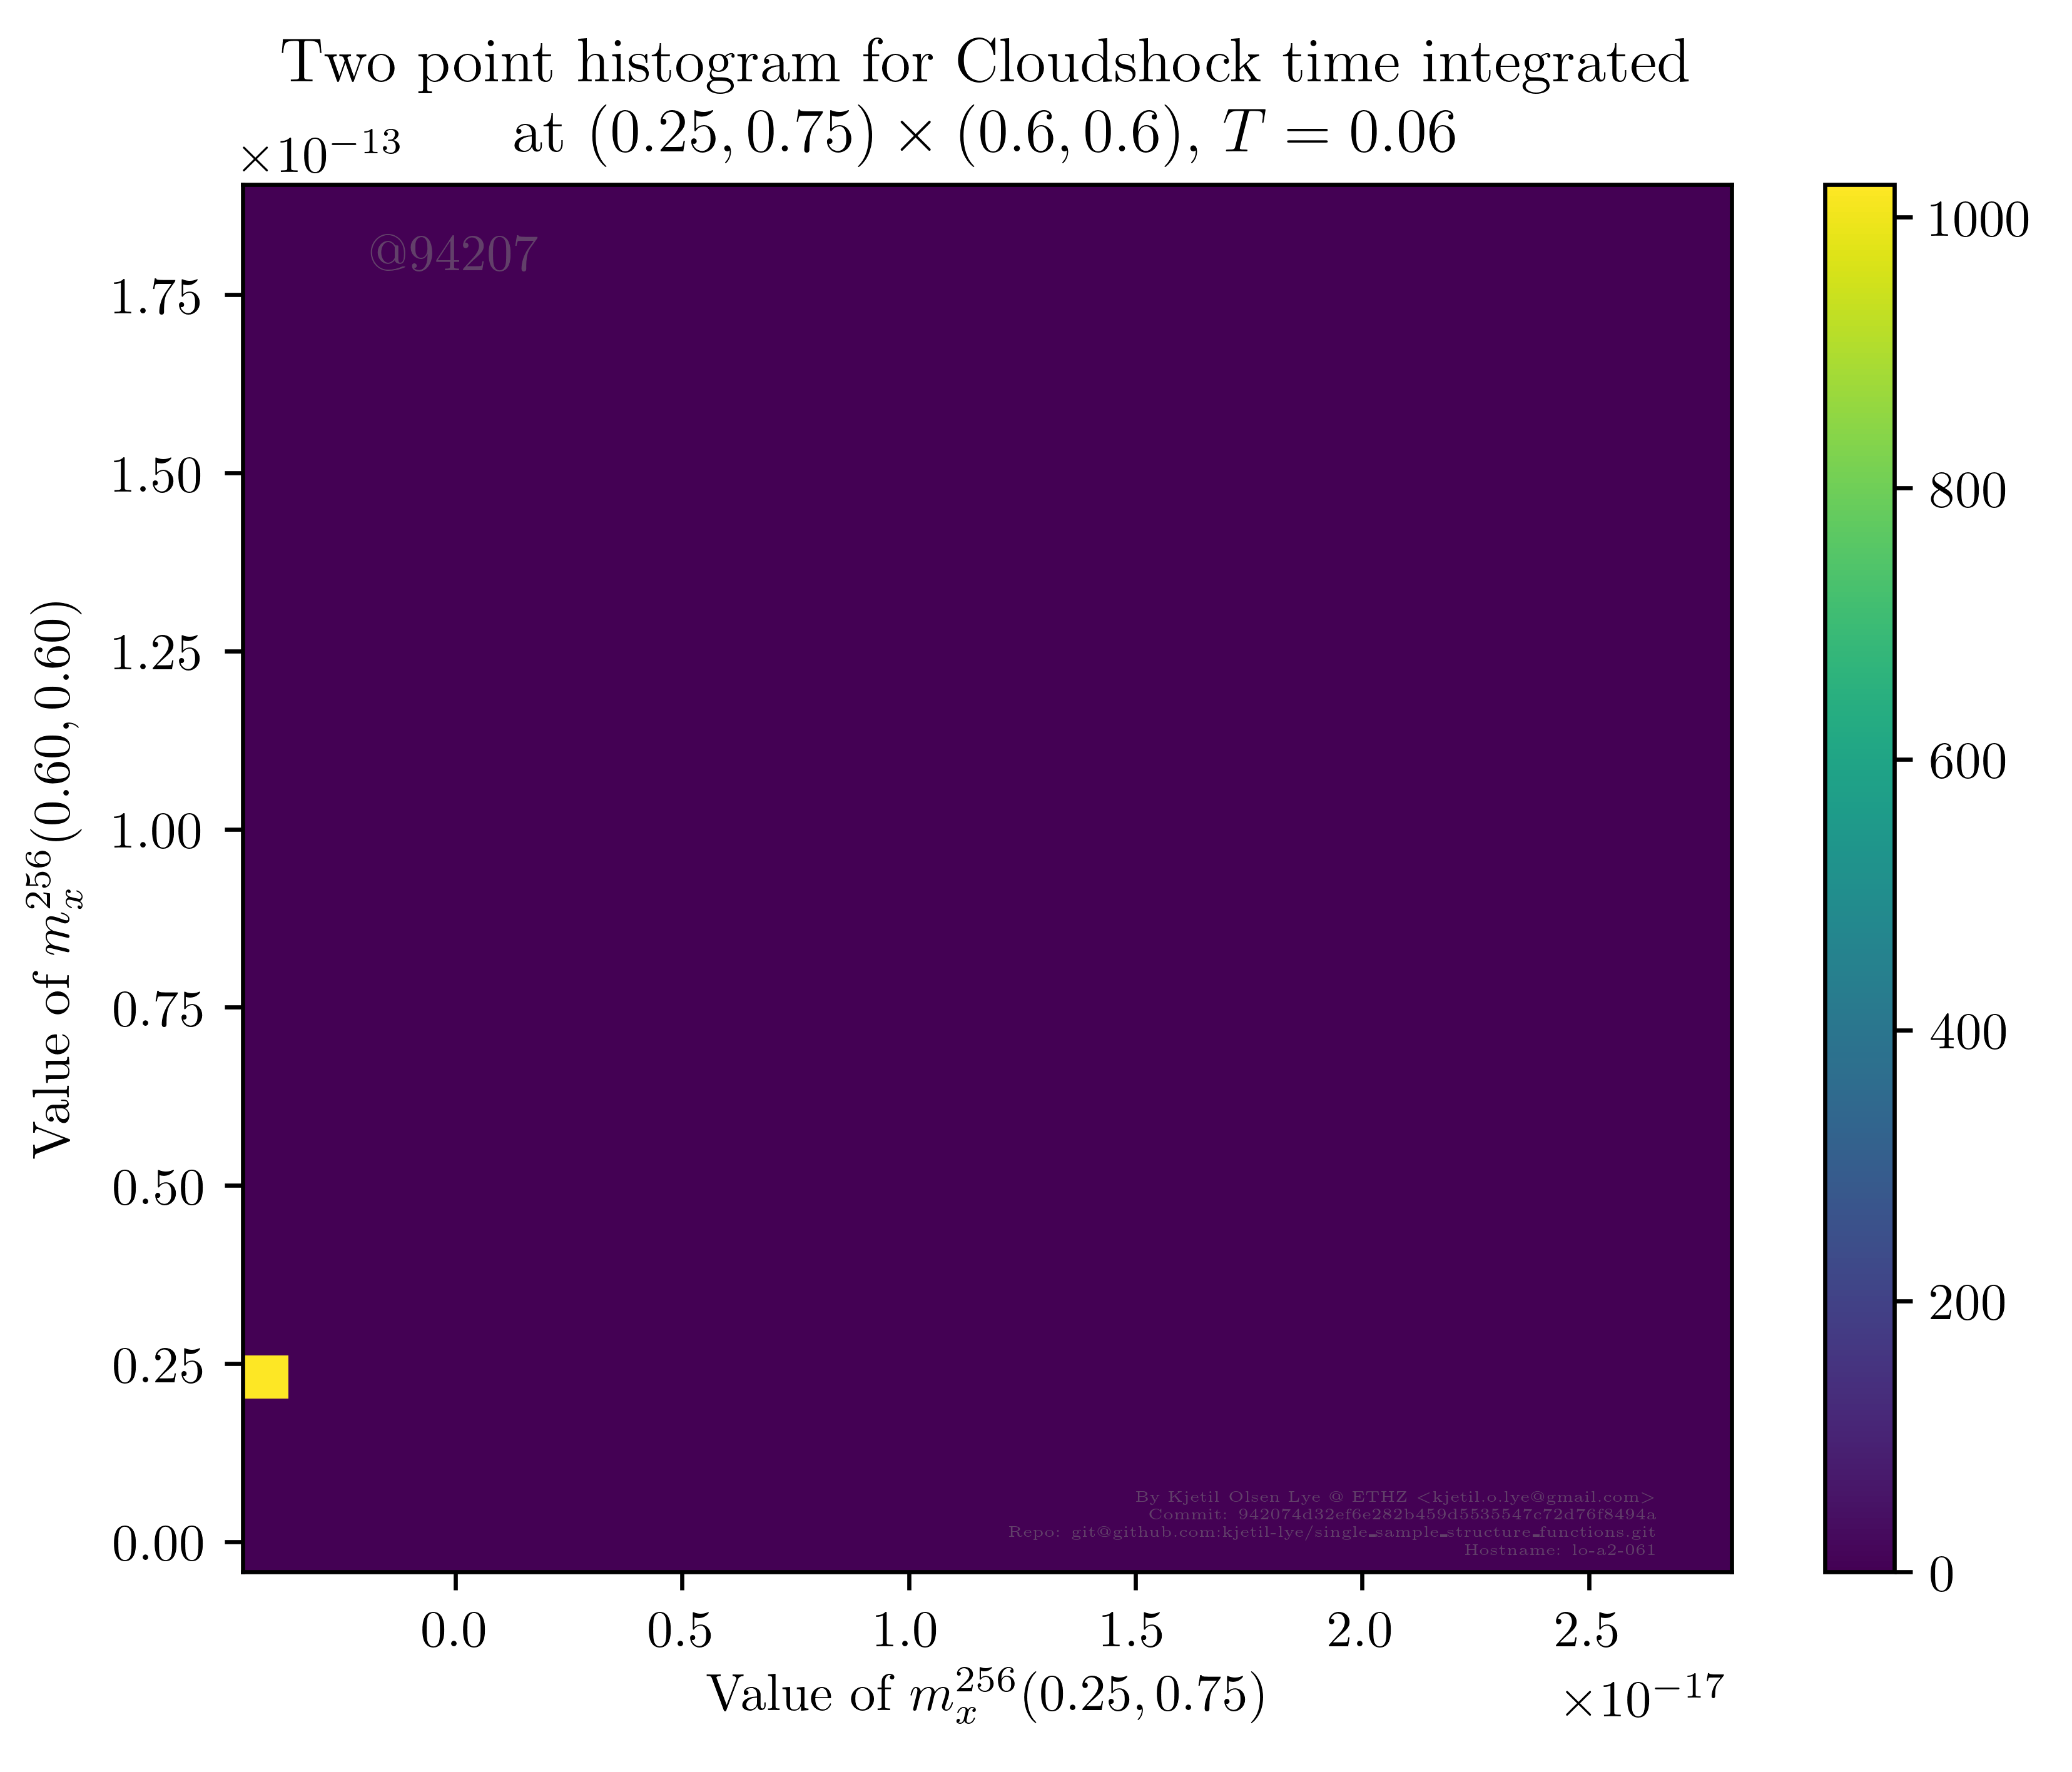 Two point histogram for Cloudshock time integrated
at (0.25, 0.75) × (0.6, 0.6), T = 0.06
×10⁻¹³
@94207
1.75
1.50
1.25
1.00
0.75
0.50
0.25
0.00
Value of m_x^256(0.60, 0.60)
1000
800
600
400
200
0
By Kjetil Olsen Lye @ ETHZ <kjetil.o.lye@gmail.com>
Commit: 942074d32ef6e282b459d5535547c72d76f8494a
Repo: git@github.com:kjetil-lye/single_sample_structure_functions.git
Hostname: lo-a2-061
0.0 0.5 1.0 1.5 2.0 2.5
Value of m_x^256(0.25, 0.75)
×10⁻¹⁷